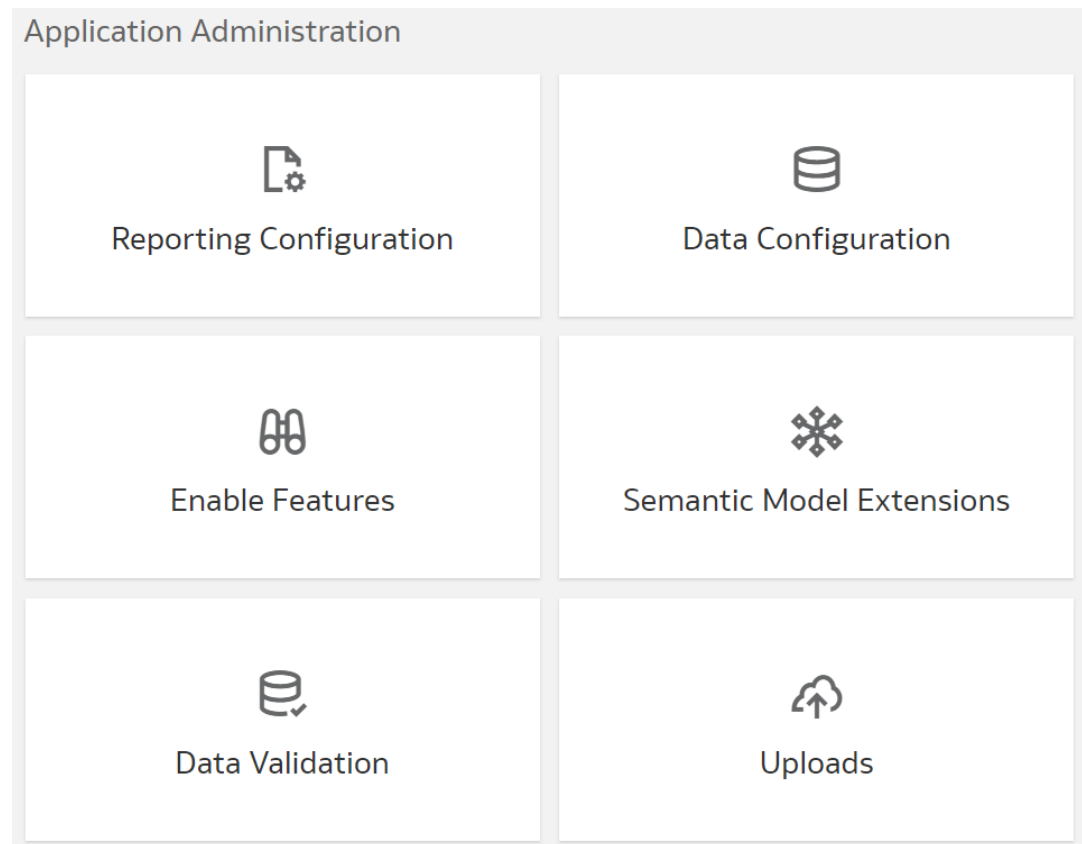 Application Administration
Reporting Configuration
Data Configuration
Enable Features
Semantic Model Extensions
Data Validation
Uploads